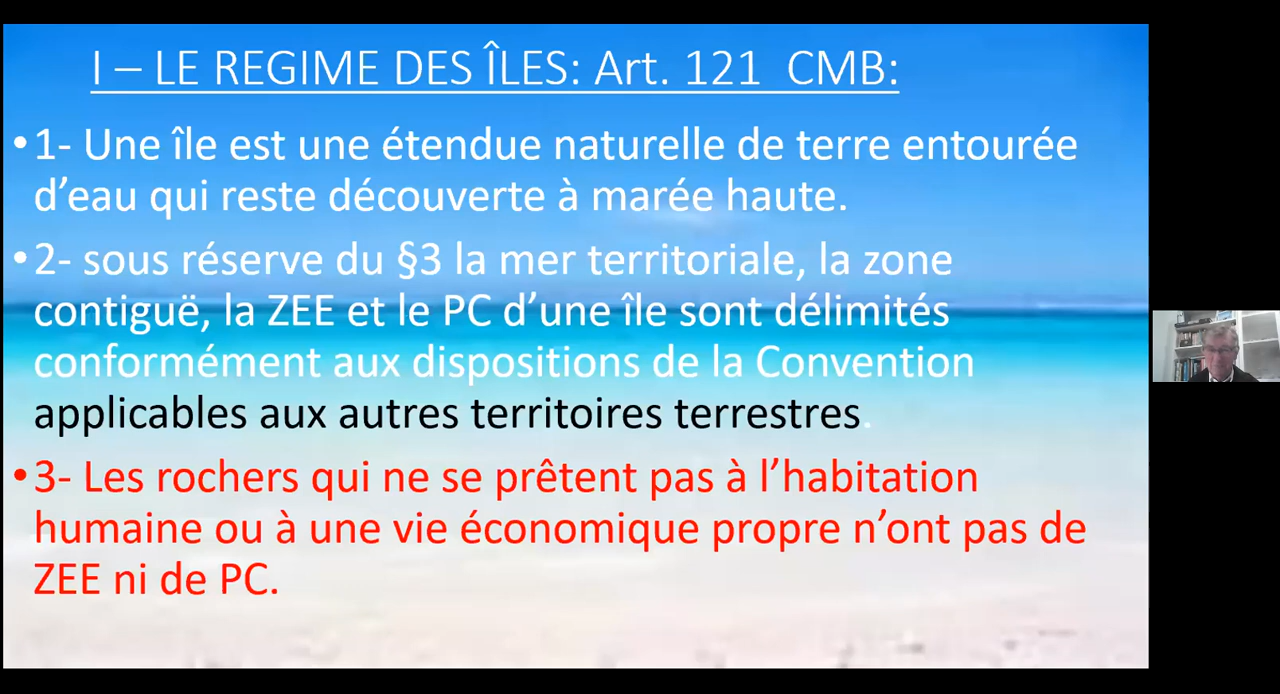 I – LE REGIME DES ÎLES: Art. 121 CMB:
•1- Une île est une étendue naturelle de terre entourée
d’eau qui reste découverte à marée haute.
•2- sous réserve du §3 la mer territoriale, la zone
contiguë, la ZEE et le PC d’une île sont délimités
conformément aux dispositions de la Convention
applicables aux autres territoires terrestres.
•3- Les rochers qui ne se prêtent pas à l’habitation
humaine ou à une vie économique propre n’ont pas de
ZEE ni de PC.